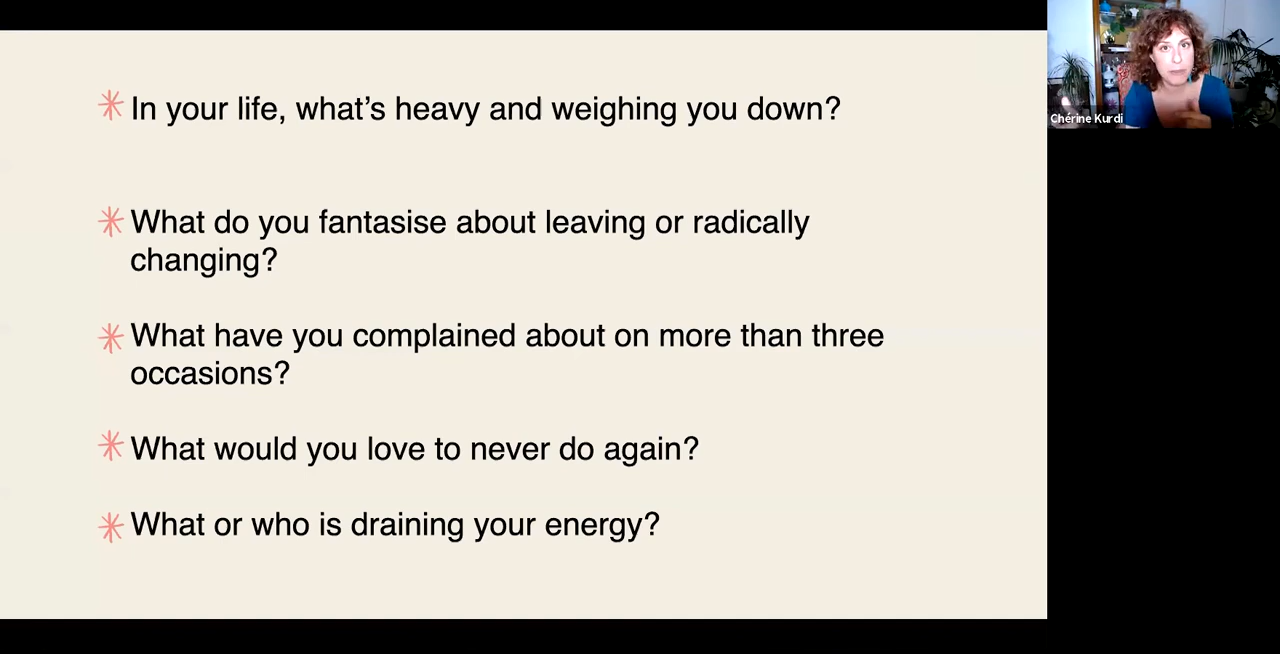 In your life, what’s heavy and weighing you down?
What do you fantasise about leaving or radically
changing?
What have you complained about on more than three
occasions?
What would you love to never do again?
What or who is draining your energy?
Chérine Kurdi